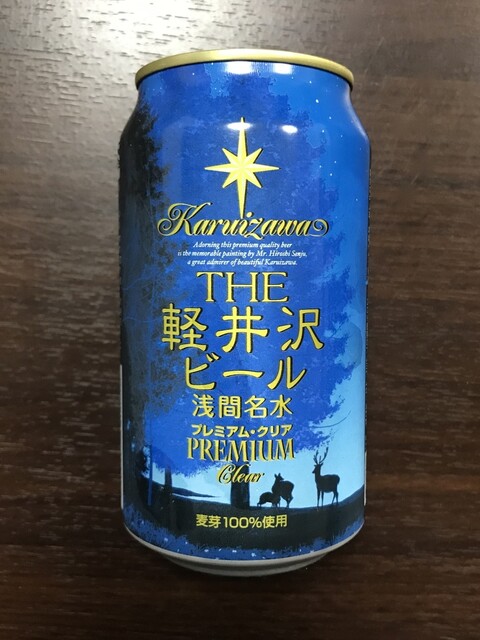 Karuizawa
Adorning this premium quality beer
is the memorable painting by Mr. Hiroshi Senju,
a great admirer of beautiful Karuizawa.
THE
軽井沢
ビール
浅間名水
プレミアム・クリア
PREMIUM
Clear
麦芽100%使用